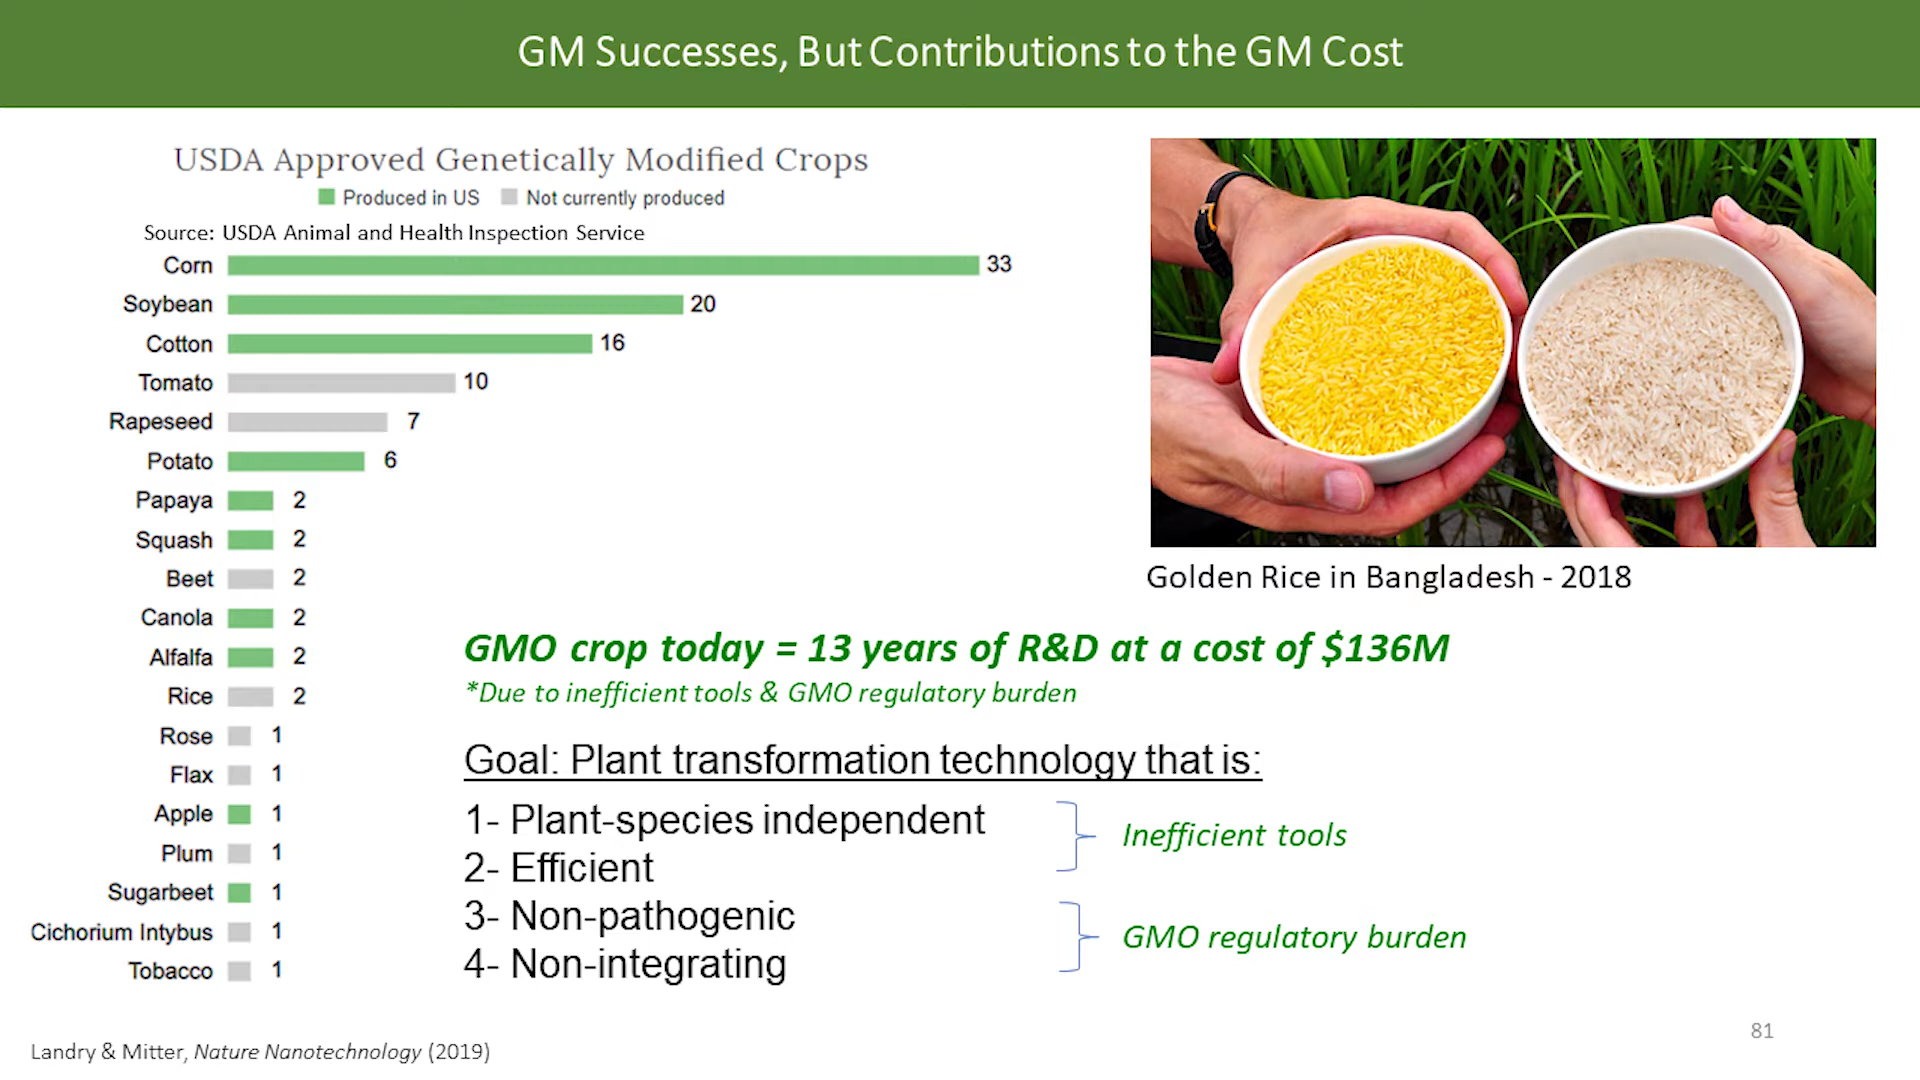 GM Successes, But Contributions to the GM Cost
USDA Approved Genetically Modified Crops
Produced in US Not currently produced
Source: USDA Animal and Health Inspection Service
Corn 33
Soybean 20
Cotton 16
Tomato 10
Rapeseed 7
Potato 6
Papaya 2
Squash 2
Beet 2
Canola 2
Alfalfa 2
Rice 2
Rose 1
Flax 1
Apple 1
Plum 1
Sugarbeet 1
Cichorium Intybus 1
Tobacco 1
Golden Rice in Bangladesh - 2018
GMO crop today = 13 years of R&D at a cost of $136M
*Due to inefficient tools & GMO regulatory burden
Goal: Plant transformation technology that is:
1- Plant-species independent
2- Efficient
Inefficient tools
3- Non-pathogenic
4- Non-integrating
GMO regulatory burden
Landry & Mitter, Nature Nanotechnology (2019)
81